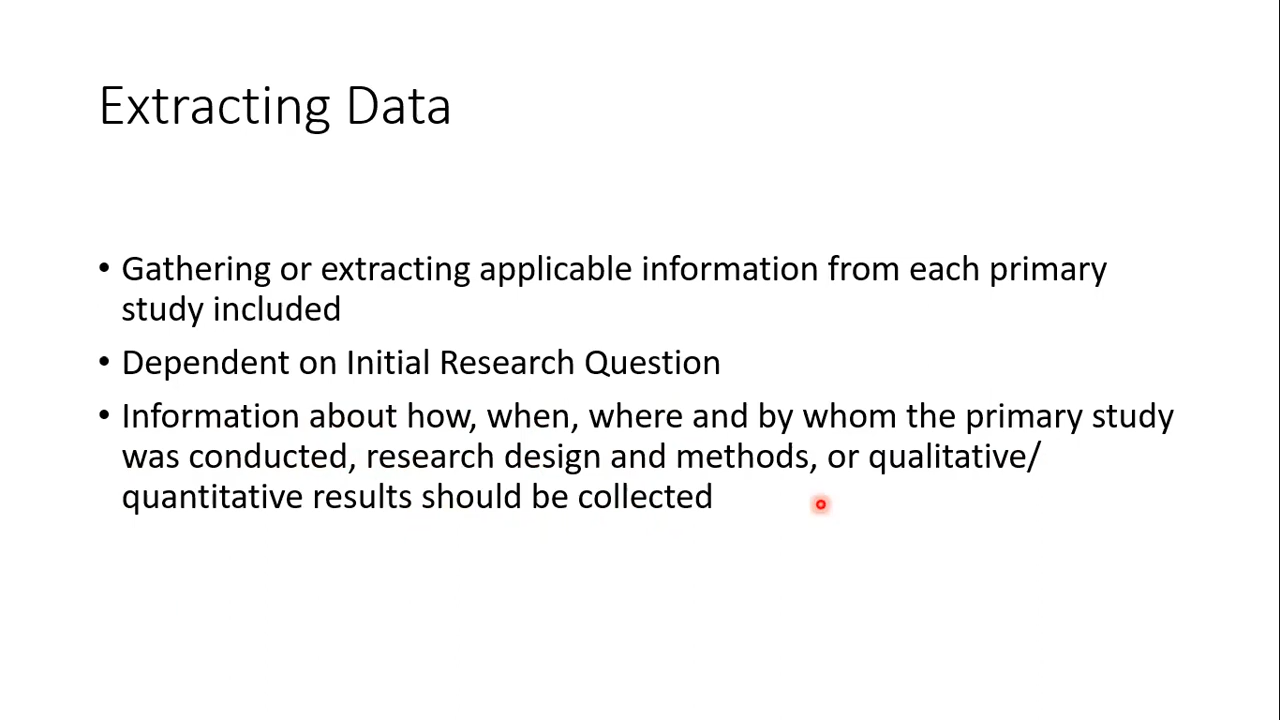 Extracting Data
• Gathering or extracting applicable information from each primary
study included
• Dependent on Initial Research Question
• Information about how, when, where and by whom the primary study
was conducted, research design and methods, or qualitative/
quantitative results should be collected